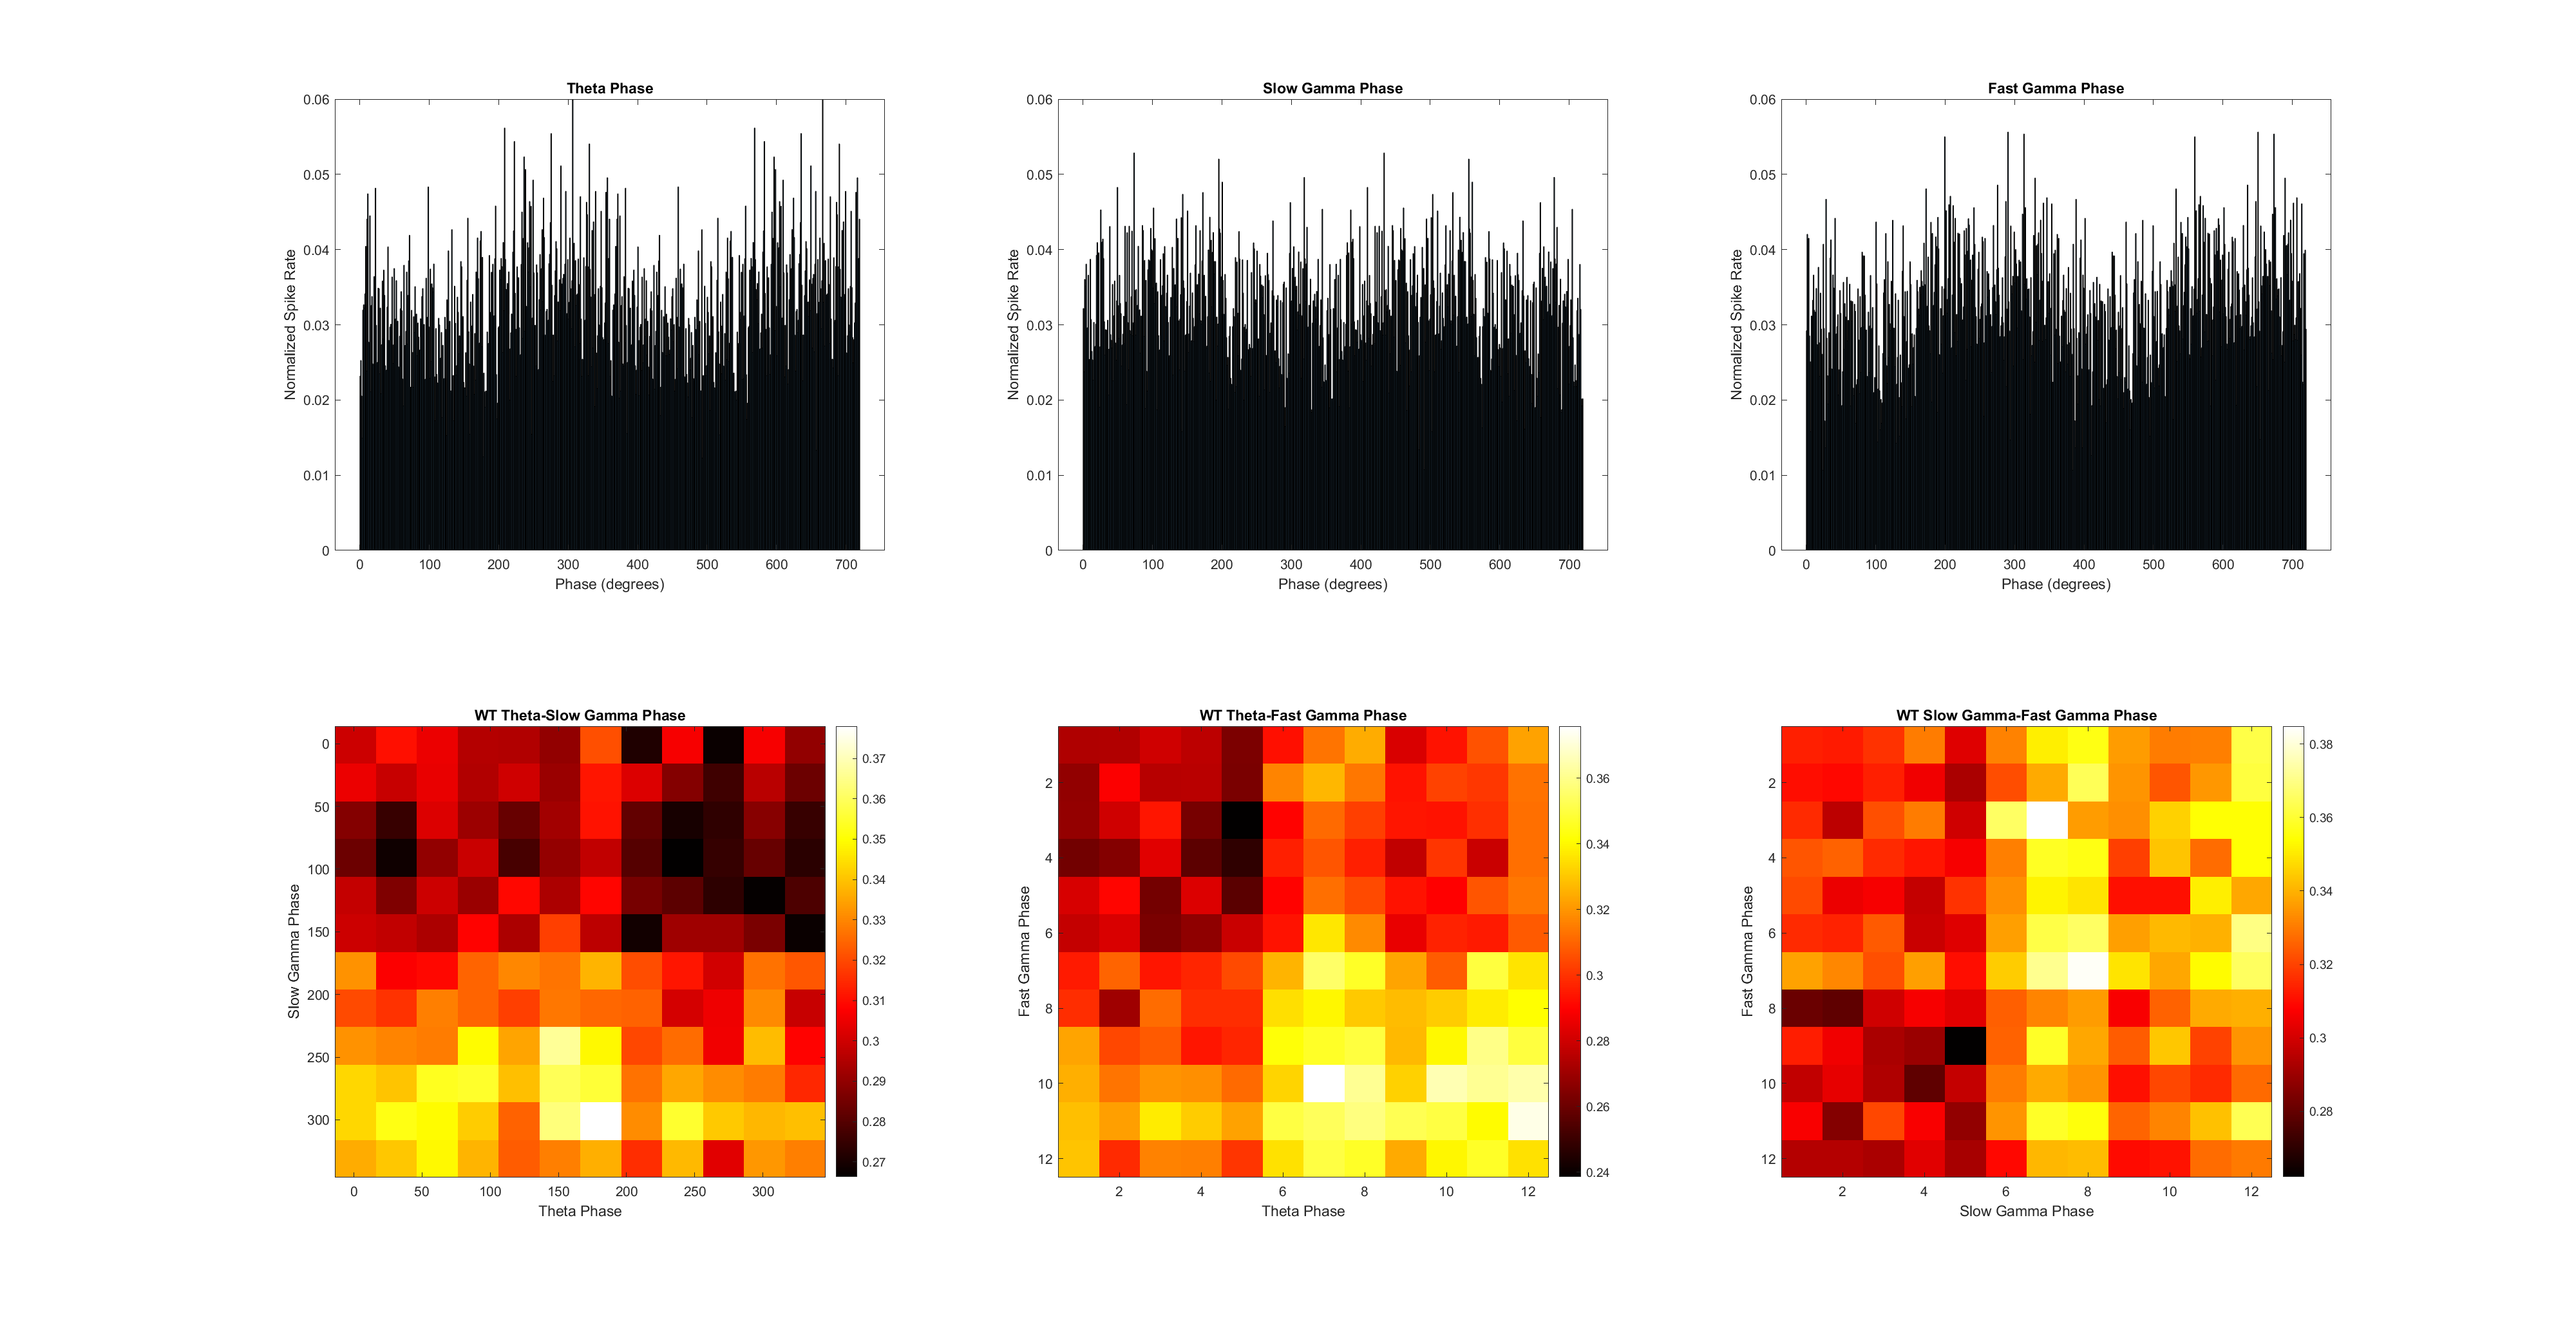 Theta Phase
0.06
0.05
0.04
0.03
0.02
0.01
0
Normalized Spike Rate
0 100 200 300 400 500 600 700
Phase (degrees)
Slow Gamma Phase
0.06
0.05
0.04
0.03
0.02
0.01
0
Normalized Spike Rate
0 100 200 300 400 500 600 700
Phase (degrees)
Fast Gamma Phase
0.06
0.05
0.04
0.03
0.02
0.01
0
Normalized Spike Rate
0 100 200 300 400 500 600 700
Phase (degrees)
WT Theta-Slow Gamma Phase
0
50
100
150
200
250
300
Slow Gamma Phase
0 50 100 150 200 250 300
Theta Phase
0.37
0.36
0.35
0.34
0.33
0.32
0.31
0.3
0.29
0.28
0.27
WT Theta-Fast Gamma Phase
2
4
6
8
10
12
Fast Gamma Phase
2 4 6 8 10 12
Theta Phase
0.36
0.34
0.32
0.3
0.28
0.26
0.24
WT Slow Gamma-Fast Gamma Phase
2
4
6
8
10
12
Fast Gamma Phase
2 4 6 8 10 12
Slow Gamma Phase
0.38
0.36
0.34
0.32
0.3
0.28